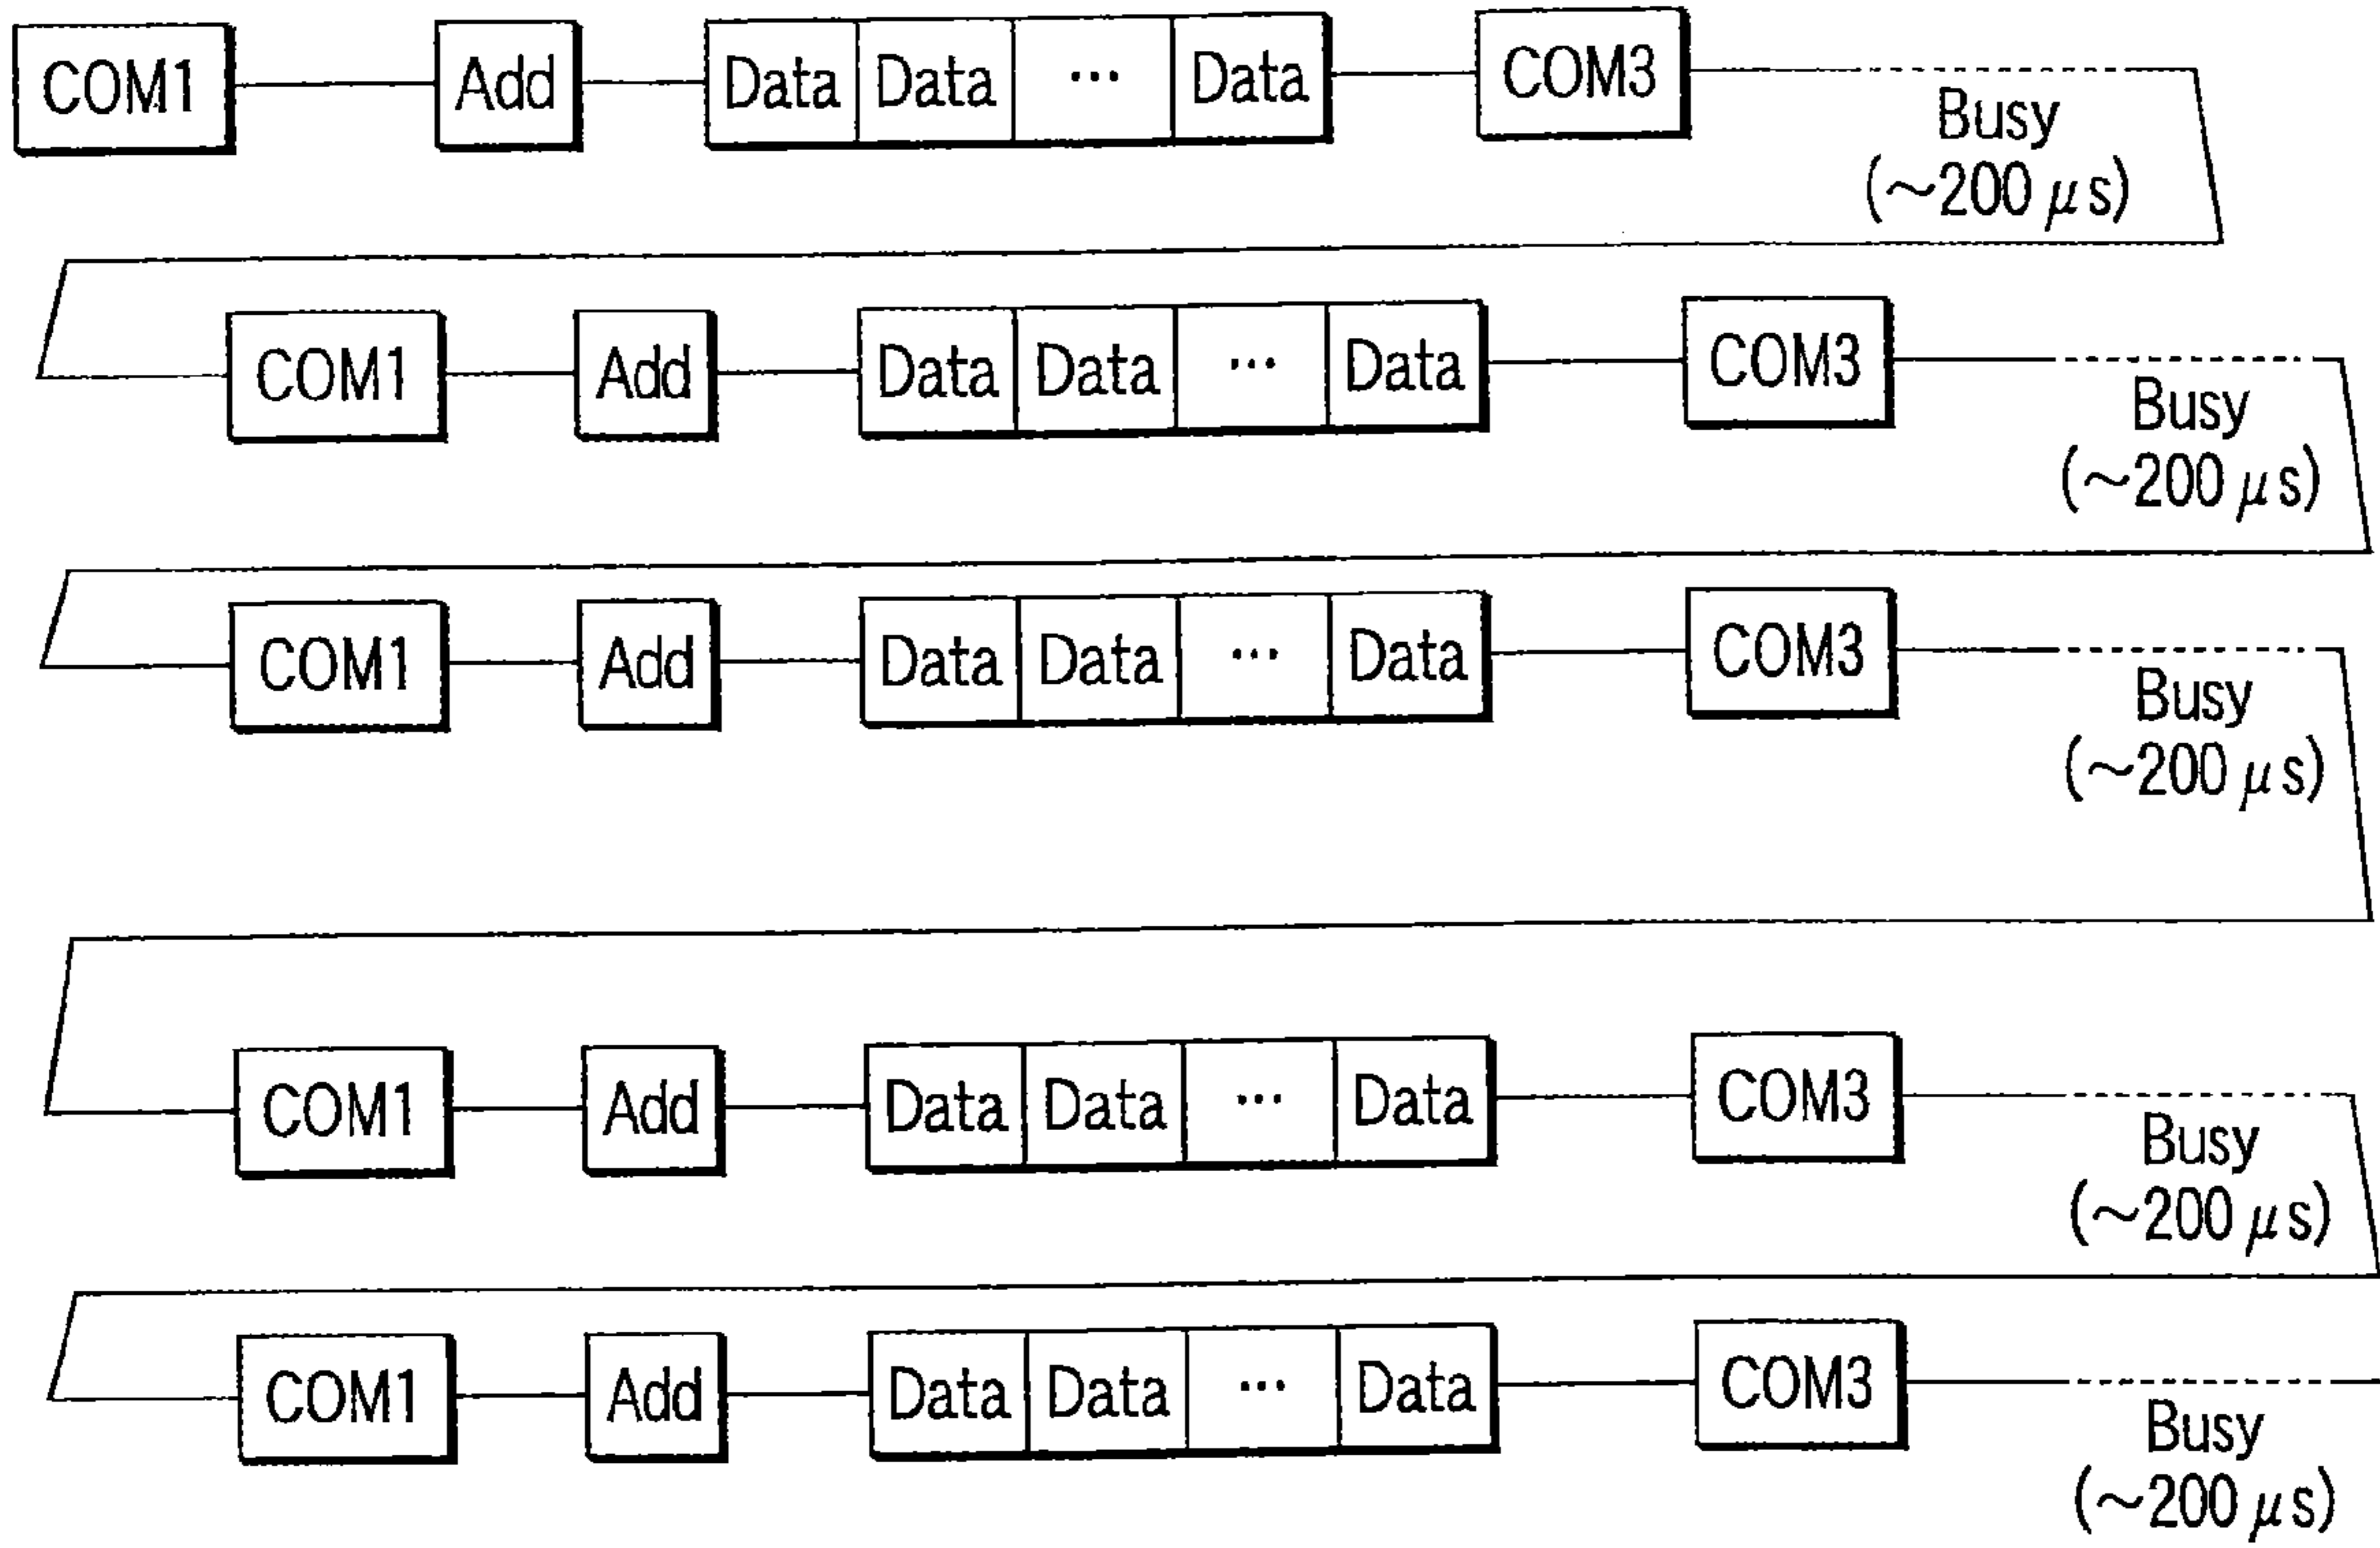 COM1 Add Data Data ... Data COM3
Busy
(~200 μs)
COM1 Add Data Data ... Data COM3
Busy
(~200 μs)
COM1 Add Data Data ... Data COM3
Busy
(~200 μs)
COM1 Add Data Data ... Data COM3
Busy
(~200 μs)
COM1 Add Data Data ... Data COM3
Busy
(~200 μs)